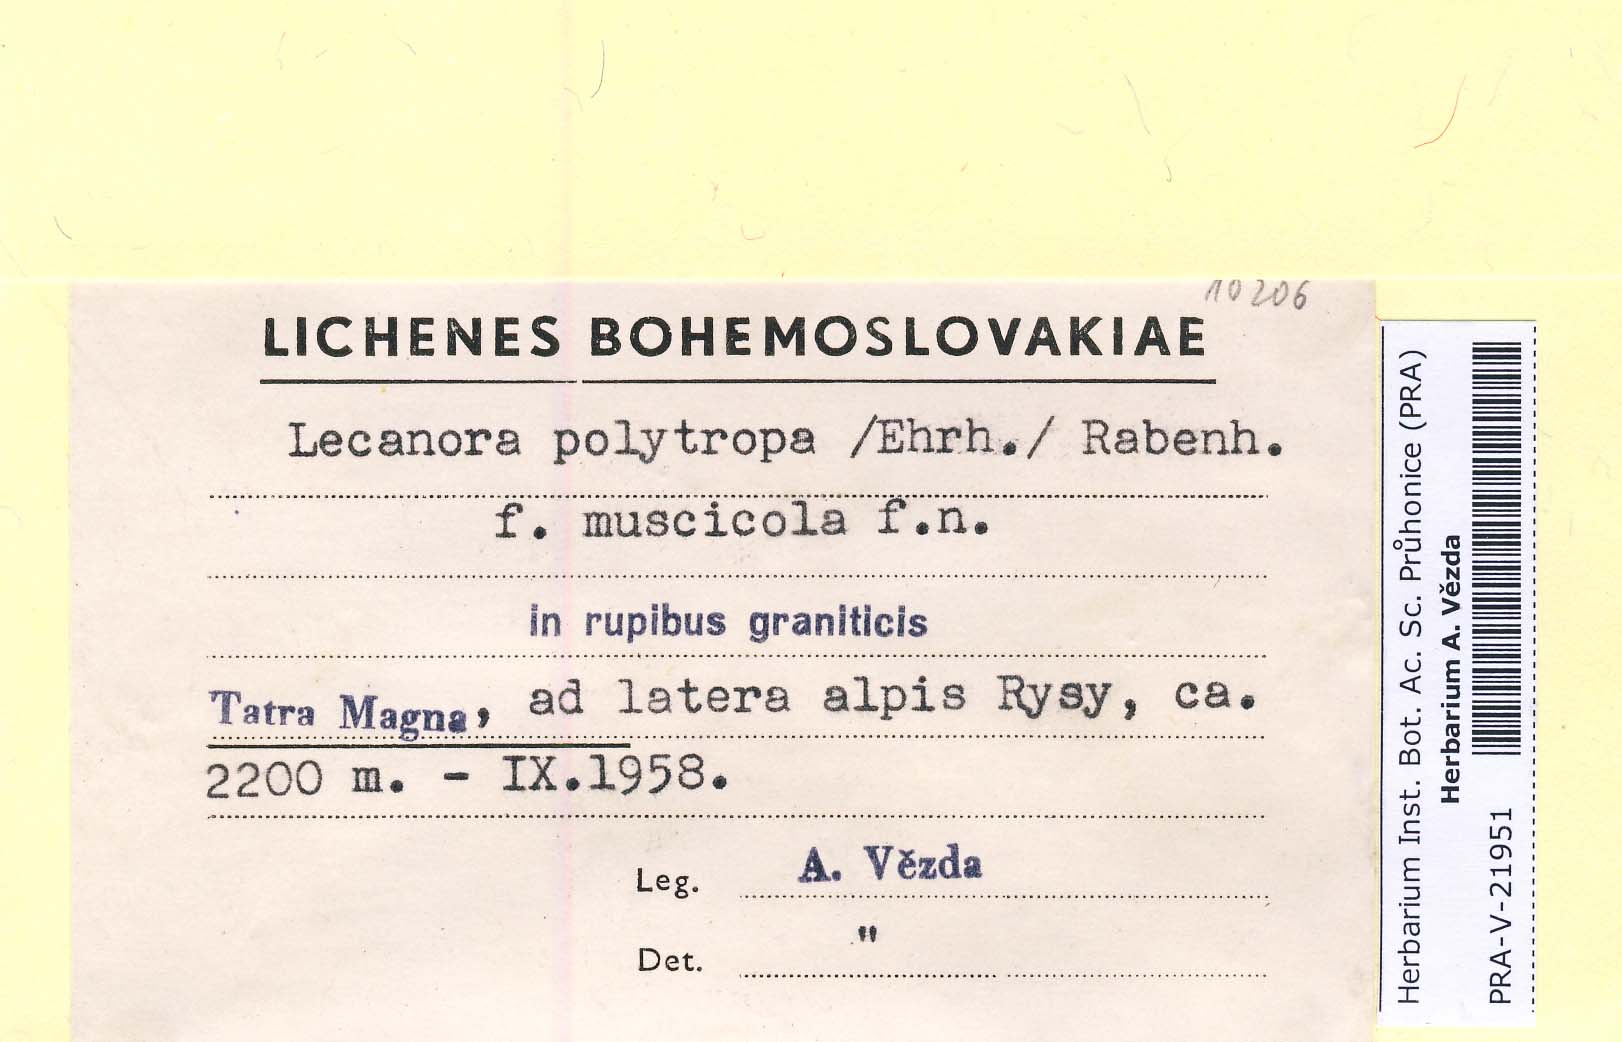 10206
LICHENES BOHEMOSLOVAKIAE
Lecanora polytropa /Ehrh./ Rabenh.
f. muscicola f.n.
in rupibus graniticis
Tatra Magna, ad latera alpis Rysy, ca.
2200 m. - IX.1958.
Leg. A. Vězda
Det. "
Herbarium Inst. Bot. Ac. Sc. Průhonice (PRA)
Herbarium A. Vězda
PRA-V-21951